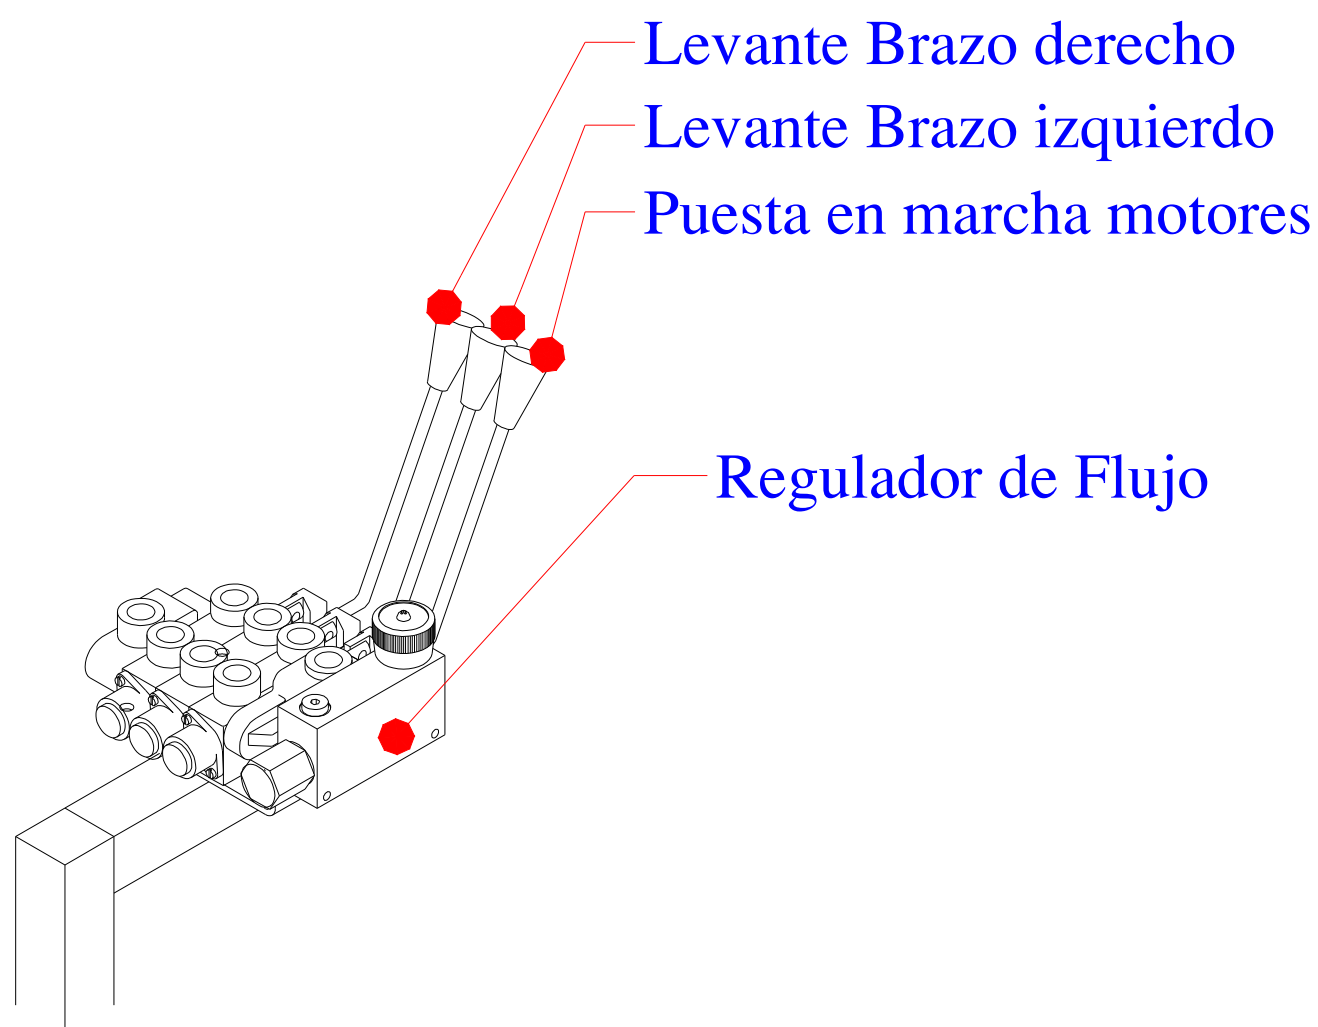 Levante Brazo derecho
Levante Brazo izquierdo
Puesta en marcha motores
Regulador de Flujo